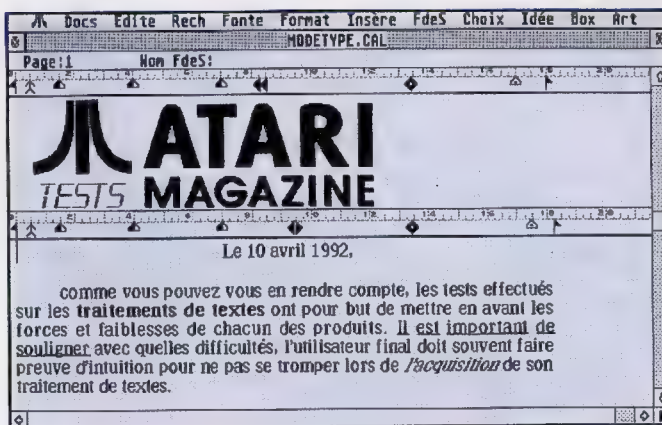 Docs Edite Rech Fonte Format Insère FdeS Choix Idée Box Art
MODETYPE.CAL
Page:1 Nom FdeS:
ATARI
TESTS MAGAZINE
Le 10 avril 1992,
comme vous pouvez vous en rendre compte, les tests effectués
sur les traitements de textes ont pour but de mettre en avant les
forces et faiblesses de chacun des produits. Il est important de
souligner avec quelles difficultés, l'utilisateur final doit souvent faire
preuve d'intuition pour ne pas se tromper lors de l'acquisition de son
traitement de textes.